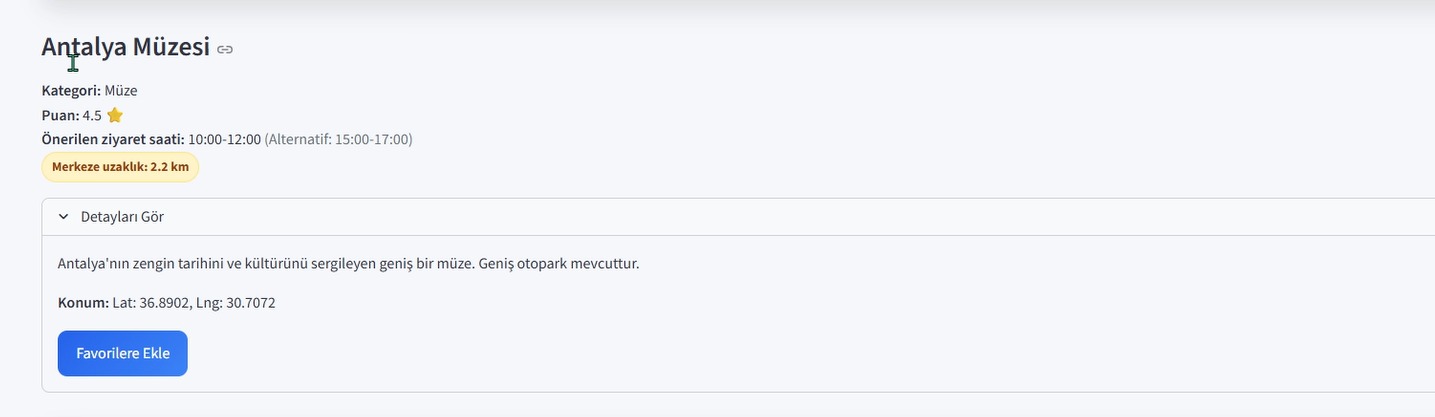 Antalya Müzesi
Kategori: Müze
Puan: 4.5
Önerilen ziyaret saati: 10:00-12:00 (Alternatif: 15:00-17:00)
Merkeze uzaklık: 2.2 km
Detayları Gör
Antalya'nın zengin tarihini ve kültürünü sergileyen geniş bir müze. Geniş otopark mevcuttur.
Konum: Lat: 36.8902, Lng: 30.7072
Favorilere Ekle